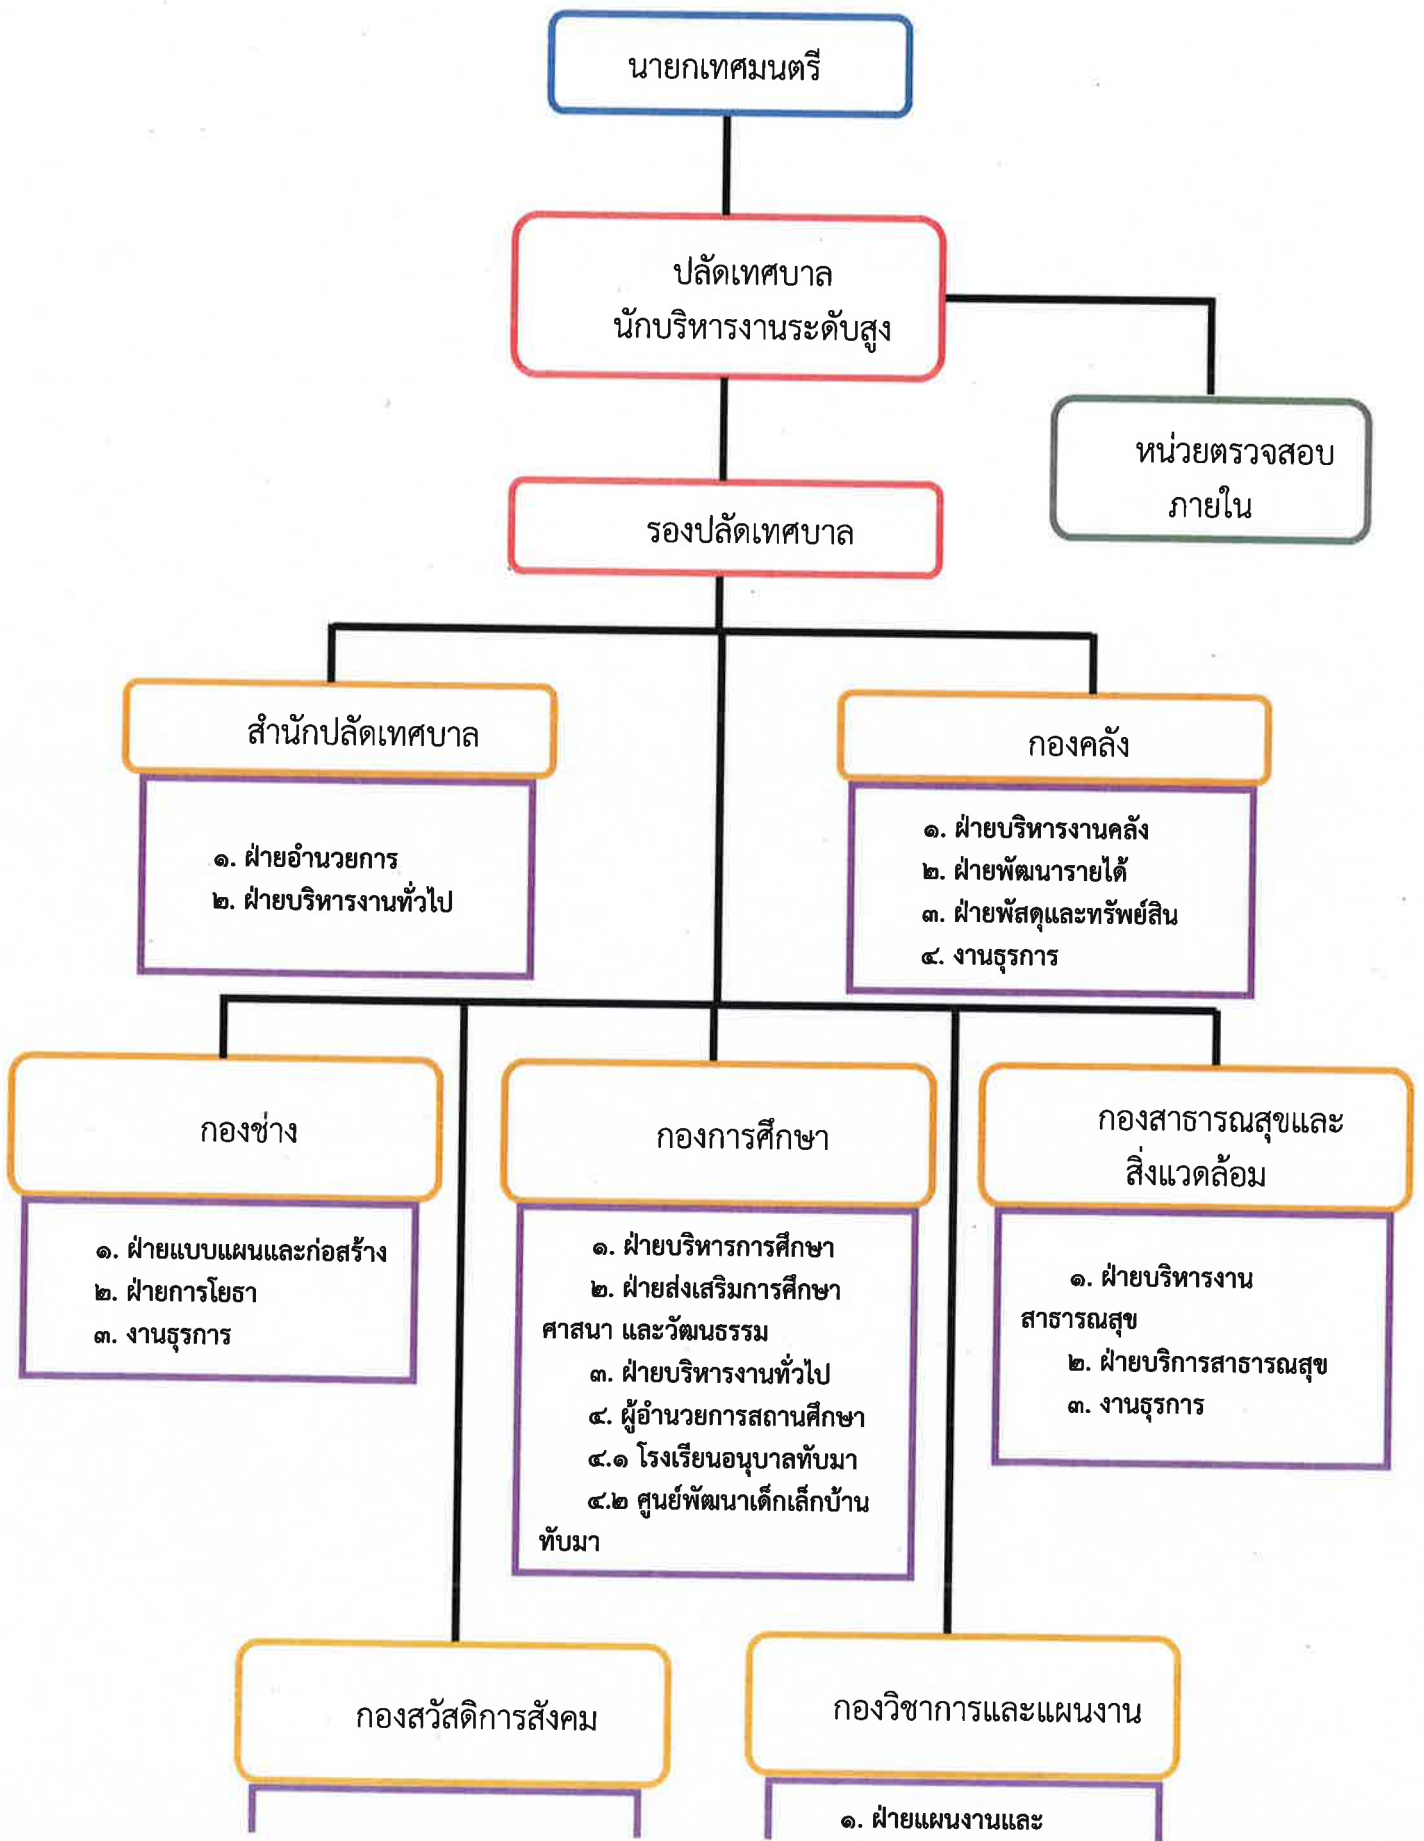 นายกเทศมนตรี
ปลัดเทศบาล
นักบริหารงานระดับสูง
หน่วยตรวจสอบ
ภายใน
รองปลัดเทศบาล
สำนักปลัดเทศบาล
๑. ฝ่ายอำนวยการ
๒. ฝ่ายบริหารงานทั่วไป
กองคลัง
๑. ฝ่ายบริหารงานคลัง
๒. ฝ่ายพัฒนารายได้
๓. ฝ่ายพัสดุและทรัพย์สิน
๔. งานธุรการ
กองช่าง
๑. ฝ่ายแบบแผนและก่อสร้าง
๒. ฝ่ายการโยธา
๓. งานธุรการ
กองการศึกษา
๑. ฝ่ายบริหารการศึกษา
๒. ฝ่ายส่งเสริมการศึกษา
ศาสนา และวัฒนธรรม
๓. ฝ่ายบริหารงานทั่วไป
๔. ผู้อำนวยการสถานศึกษา
๔.๑ โรงเรียนอนุบาลทับมา
๔.๒ ศูนย์พัฒนาเด็กเล็กบ้าน
ทับมา
กองสาธารณสุขและ
สิ่งแวดล้อม
๑. ฝ่ายบริหารงาน
สาธารณสุข
๒. ฝ่ายบริการสาธารณสุข
๓. งานธุรการ
กองสวัสดิการสังคม
กองวิชาการและแผนงาน
๑. ฝ่ายแผนงานและ